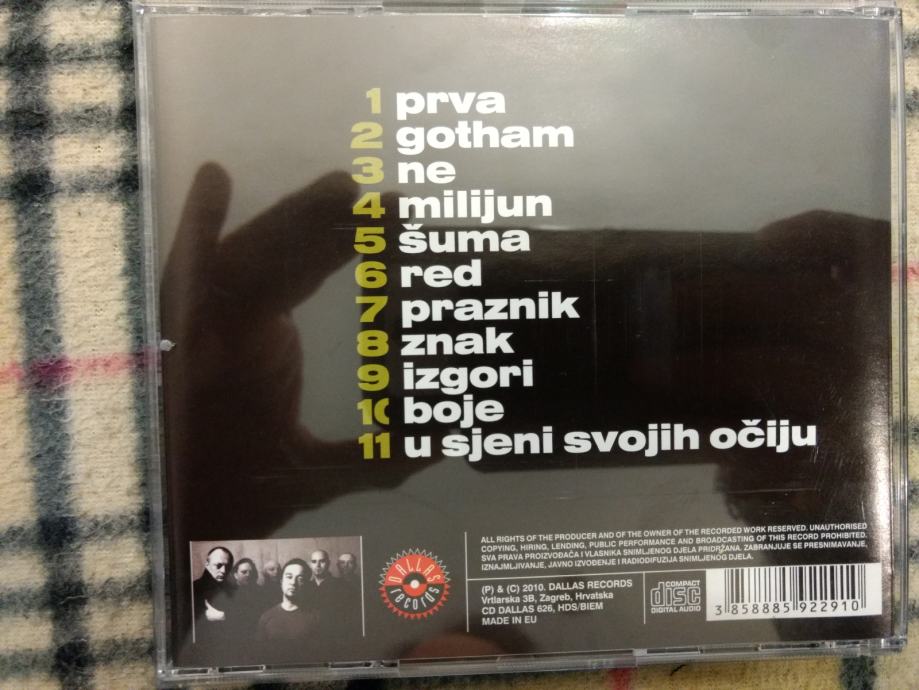 1 prva
2 gotham
3 ne
4 milijun
5 šuma
6 red
7 praznik
8 znak
9 izgori
10 boje
11 u sjeni svojih očiju
DALLAS records
ALL RIGHTS OF THE PRODUCER AND OF THE OWNER OF THE RECORDED WORK RESERVED. UNAUTHORISED
COPYING, HIRING, LENDING, PUBLIC PERFORMANCE AND BROADCASTING OF THIS RECORD PROHIBITED.
SVA PRAVA PROIZVOĐAČA I VLASNIKA SNIMLJENOG DJELA PRIDRŽANA. ZABRANJUJE SE PRESNIMAVANJE,
IZNAJMLJIVANJE, JAVNO IZVOĐENJE I RADIODIFUZIJA SNIMLJENOG DJELA.
(P) & (C) 2010. DALLAS RECORDS
Vrtlarska 3B, Zagreb, Hrvatska
CD DALLAS 626, HDS/BIEM
MADE IN EU
COMPACT
disc
DIGITAL AUDIO
3 858885 922910